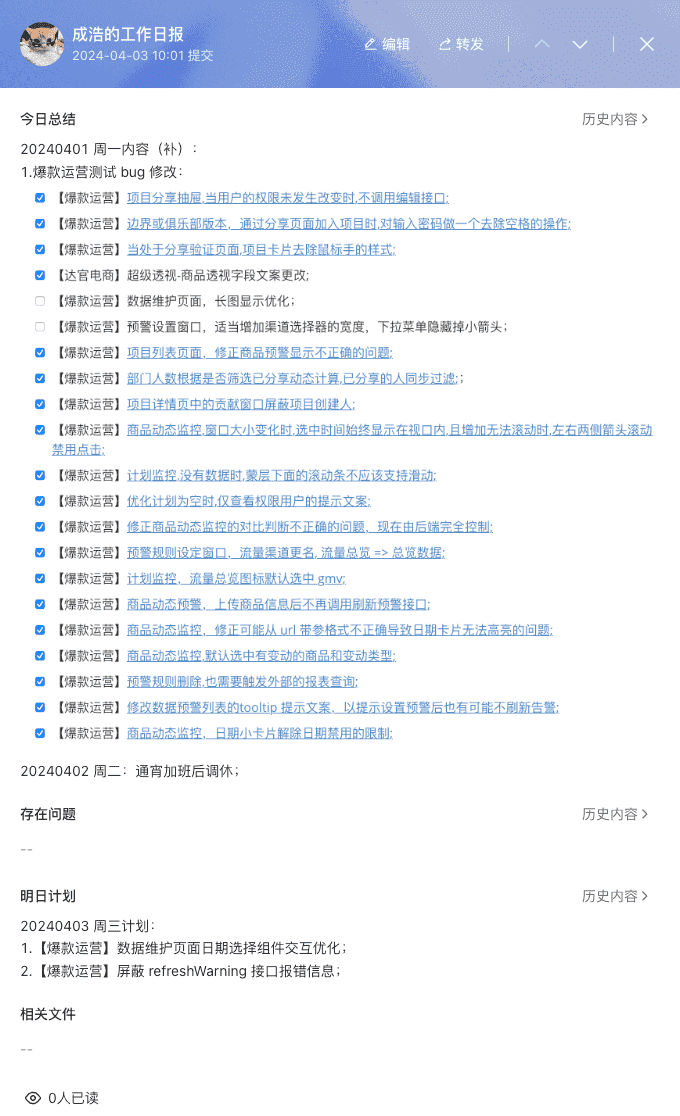 成浩的工作日报
2024-04-03 10:01 提交
编辑
转发
今日总结
历史内容
20240401 周一内容（补）:
1.爆款运营测试 bug 修改:
【爆款运营】项目分享抽屉,当用户的权限未发生改变时,不调用编辑接口;
【爆款运营】边界或俱乐部版本，通过分享页面加入项目时,对输入密码做一个去除空格的操作;
【爆款运营】当处于分享验证页面,项目卡片去除鼠标手的样式;
【达官电商】超级透视-商品透视字段文案更改;
【爆款运营】数据维护页面，长图显示优化;
【爆款运营】预警设置窗口，适当增加渠道选择器的宽度，下拉菜单隐藏掉小箭头;
【爆款运营】项目列表页面，修正商品预警显示不正确的问题;
【爆款运营】部门人数根据是否筛选已分享动态计算,已分享的人同步过滤;;
【爆款运营】项目详情页中的贡献窗口屏蔽项目创建人;
【爆款运营】商品动态监控,窗口大小变化时,选中时间始终显示在视口内,且增加无法滚动时,左右两侧箭头滚动
禁用点击;
【爆款运营】计划监控,没有数据时,蒙层下面的滚动条不应该支持滑动;
【爆款运营】优化计划为空时,仅查看权限用户的提示文案;
【爆款运营】修正商品动态监控的对比判断不正确的问题，现在由后端完全控制;
【爆款运营】预警规则设定窗口，流量渠道更名, 流量总览 => 总览数据;
【爆款运营】计划监控，流量总览图标默认选中 gmv;
【爆款运营】商品动态预警，上传商品信息后不再调用刷新预警接口;
【爆款运营】商品动态监控，修正可能从 url 带参格式不正确导致日期卡片无法高亮的问题;
【爆款运营】商品动态监控,默认选中有变动的商品和变动类型;
【爆款运营】预警规则删除,也需要触发外部的报表查询;
【爆款运营】修改数据预警列表的tooltip 提示文案，以提示设置预警后也有可能不刷新告警;
【爆款运营】商品动态监控，日期小卡片解除日期禁用的限制;
20240402 周二：通宵加班后调休;
存在问题
历史内容
--
明日计划
历史内容
20240403 周三计划:
1.【爆款运营】数据维护页面日期选择组件交互优化;
2.【爆款运营】屏蔽 refreshWarning 接口报错信息;
相关文件
--
0人已读